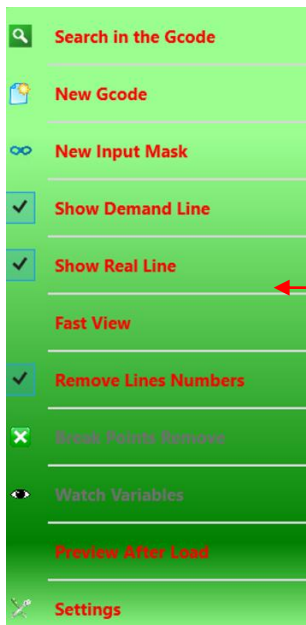 Search in the Gcode
New Gcode
New Input Mask
Show Demand Line
Show Real Line
Fast View
Remove Lines Numbers
Break Points Remove
Watch Variables
Preview After Load
Settings